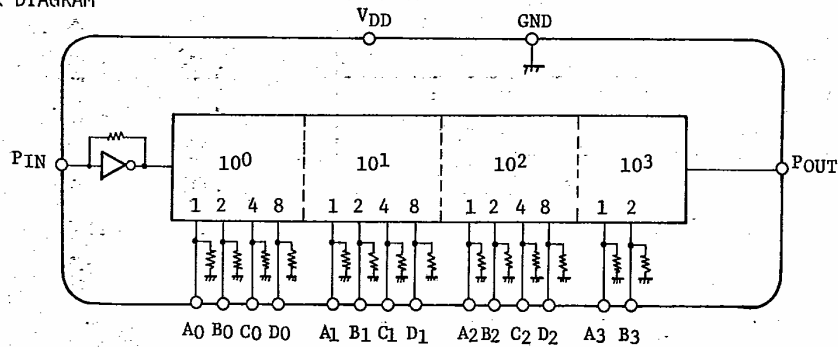 DIAGRAM
VDD GND
PIN 10⁰ 10¹ 10² 10³ POUT
1 2 4 8 1 2 4 8 1 2 4 8 1 2
A0 B0 C0 D0 A1 B1 C1 D1 A2 B2 C2 D2 A3 B3